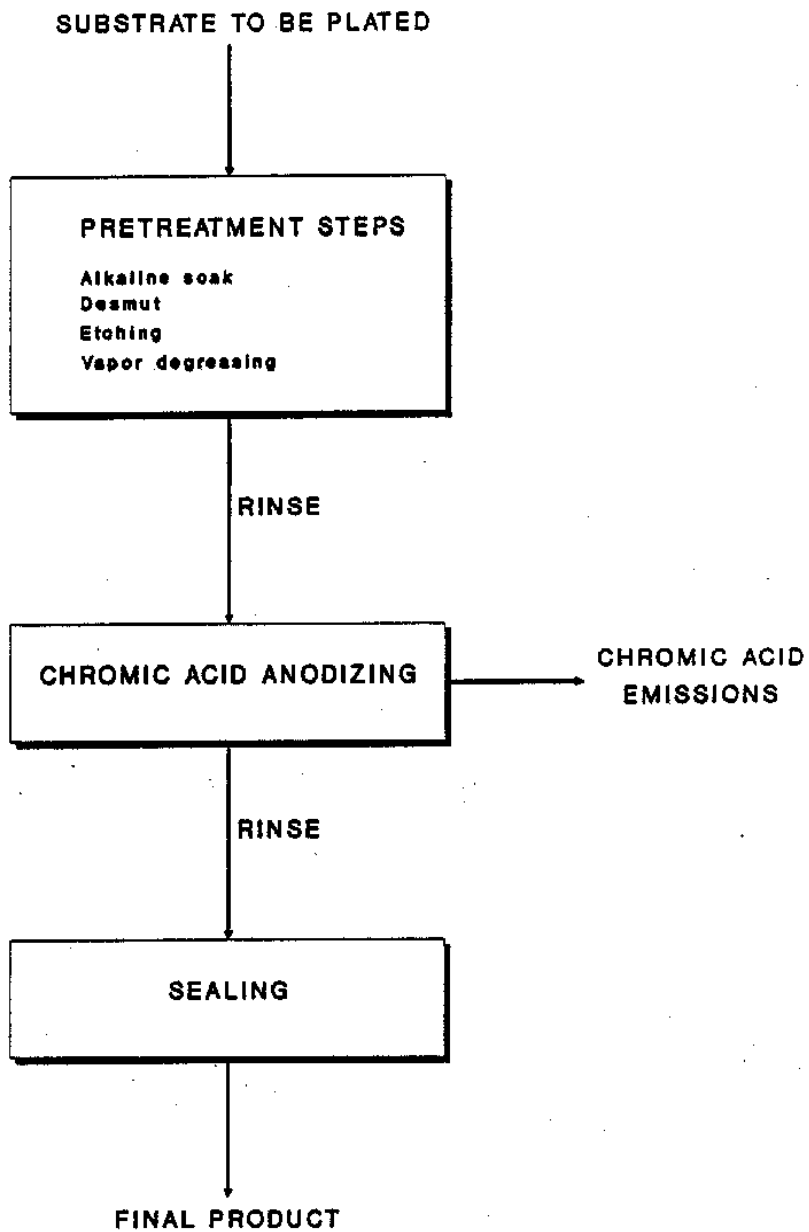 SUBSTRATE TO BE PLATED
PRETREATMENT STEPS
Alkaline soak
Desmut
Etching
Vapor degreasing
RINSE
CHROMIC ACID ANODIZING
CHROMIC ACID
EMISSIONS
RINSE
SEALING
FINAL PRODUCT